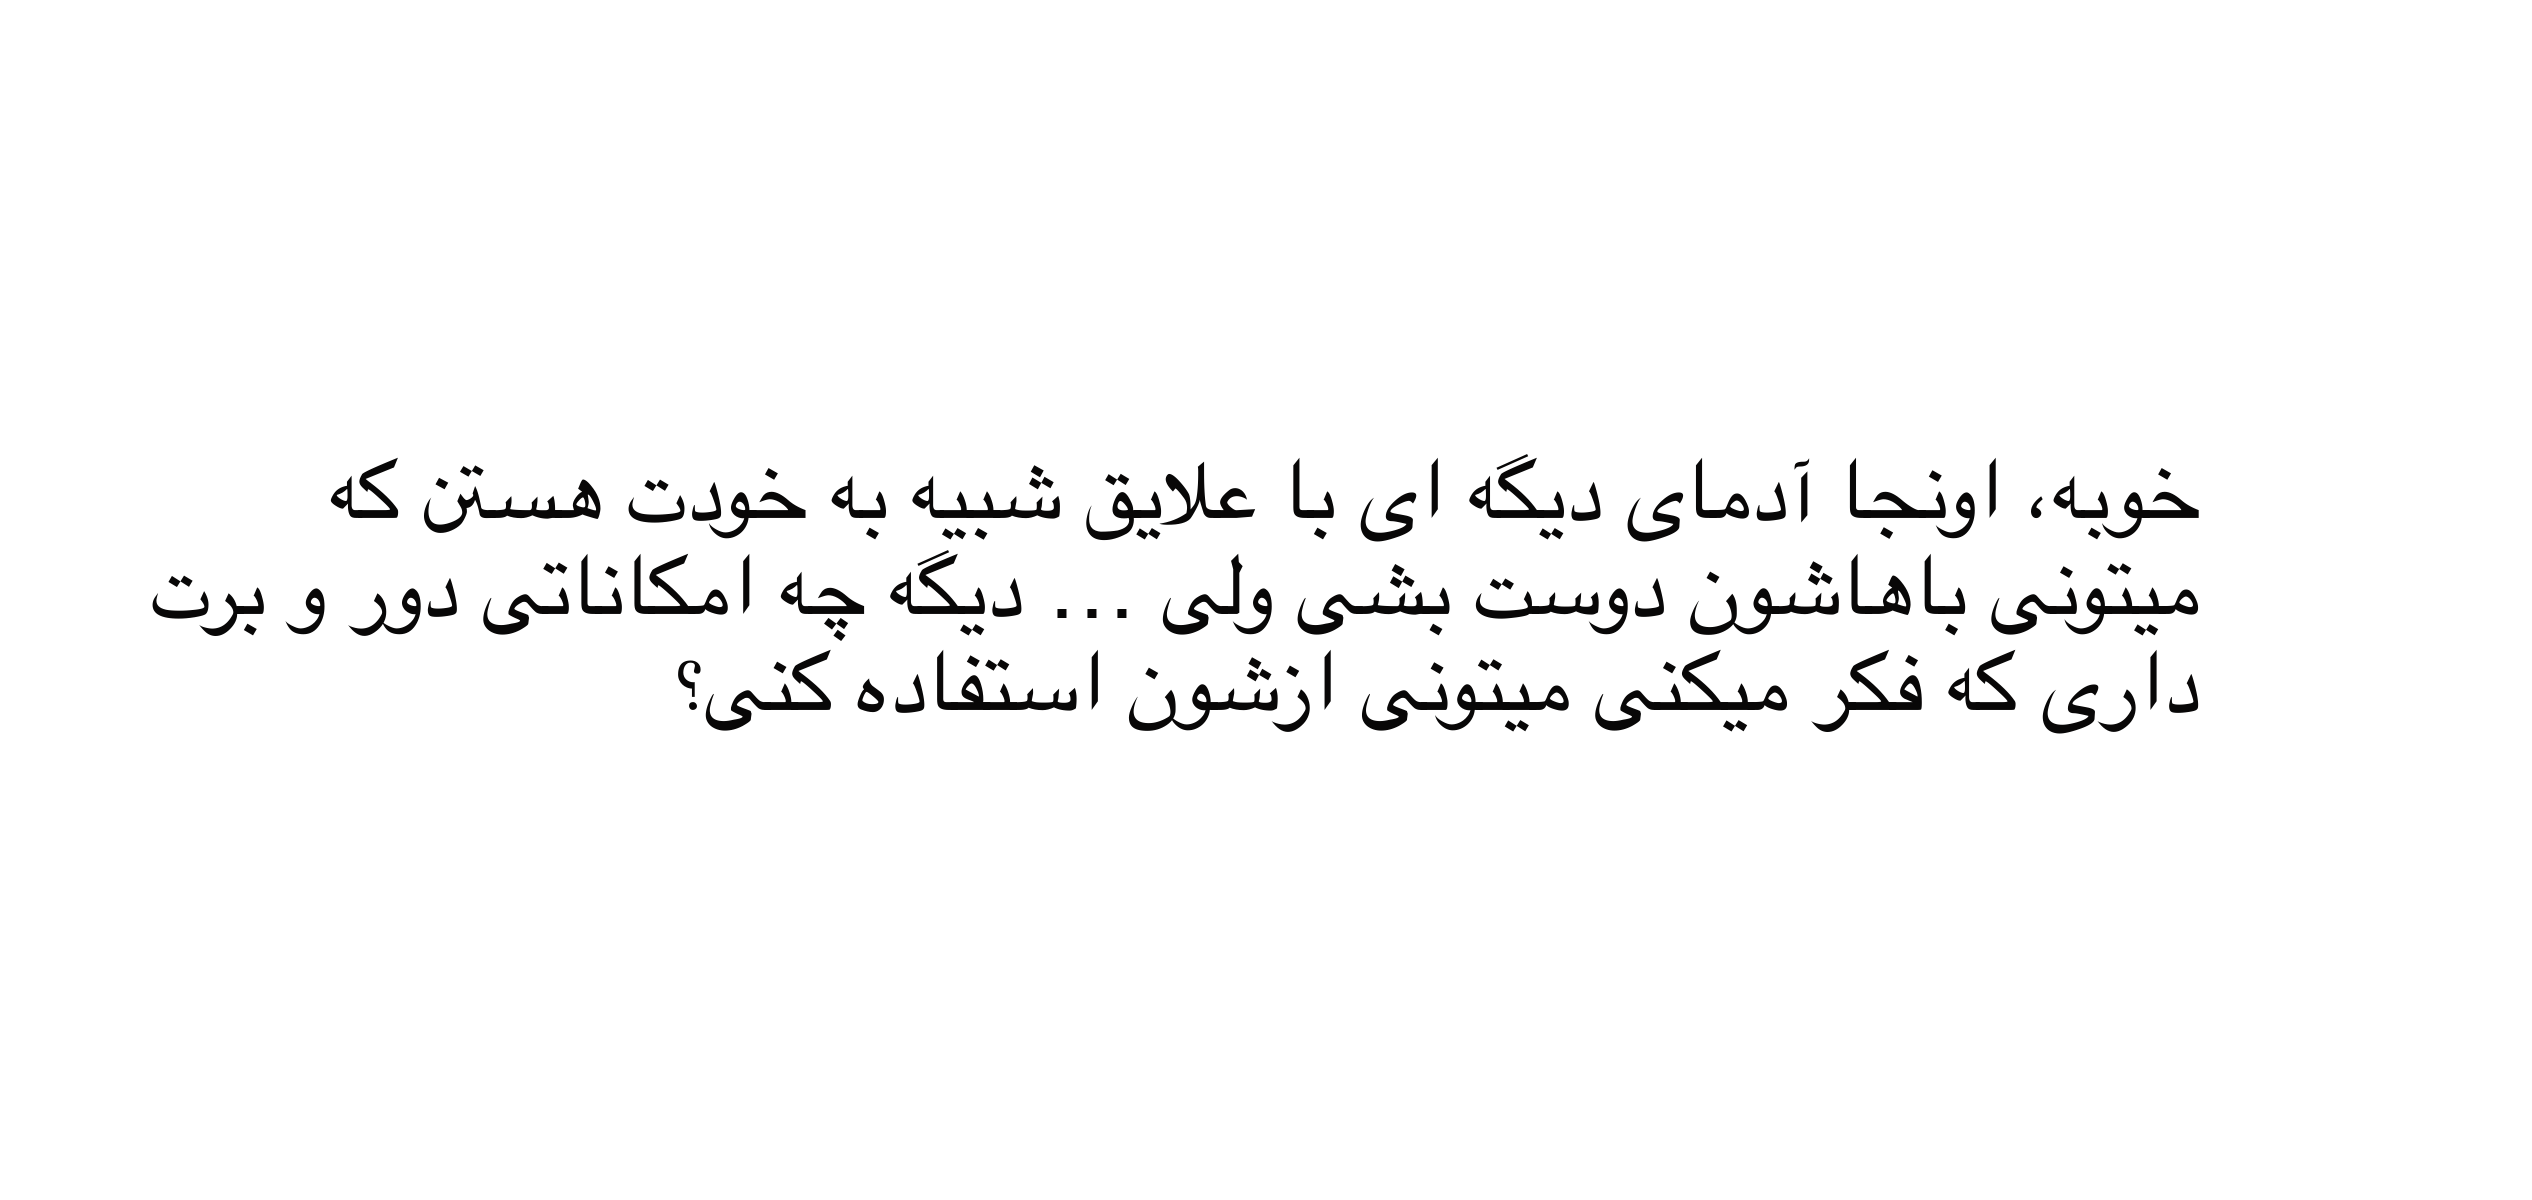 خوبه، اونجا آدمای دیگه ای با علایق شبیه به خودت هستن که
میتونی باهاشون دوست بشی ولی ... دیگه چه امکاناتی دور و برت
داری که فکر میکنی میتونی ازشون استفاده کنی؟